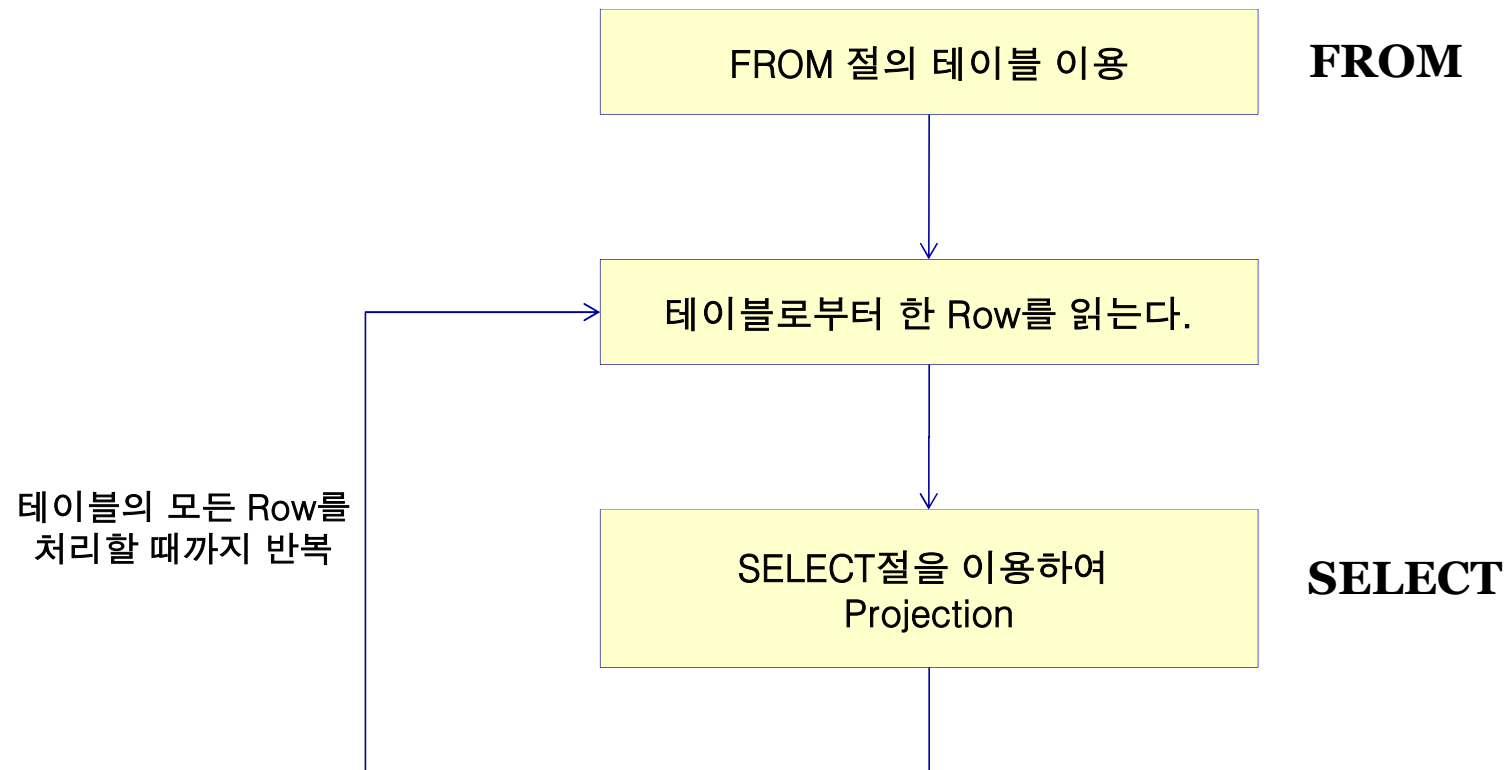 FROM 절의 테이블 이용
FROM
테이블로부터 한 Row를 읽는다.
테이블의 모든 Row를
처리할 때까지 반복
SELECT절을 이용하여
Projection
SELECT